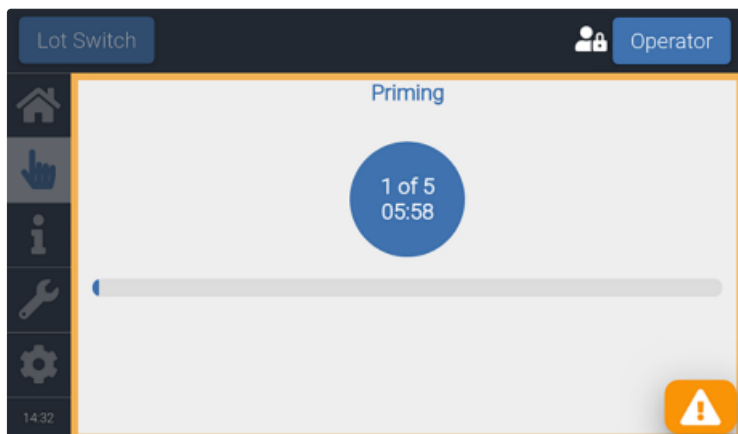 Lot Switch
Operator
Priming
1 of 5
05:58
14:32